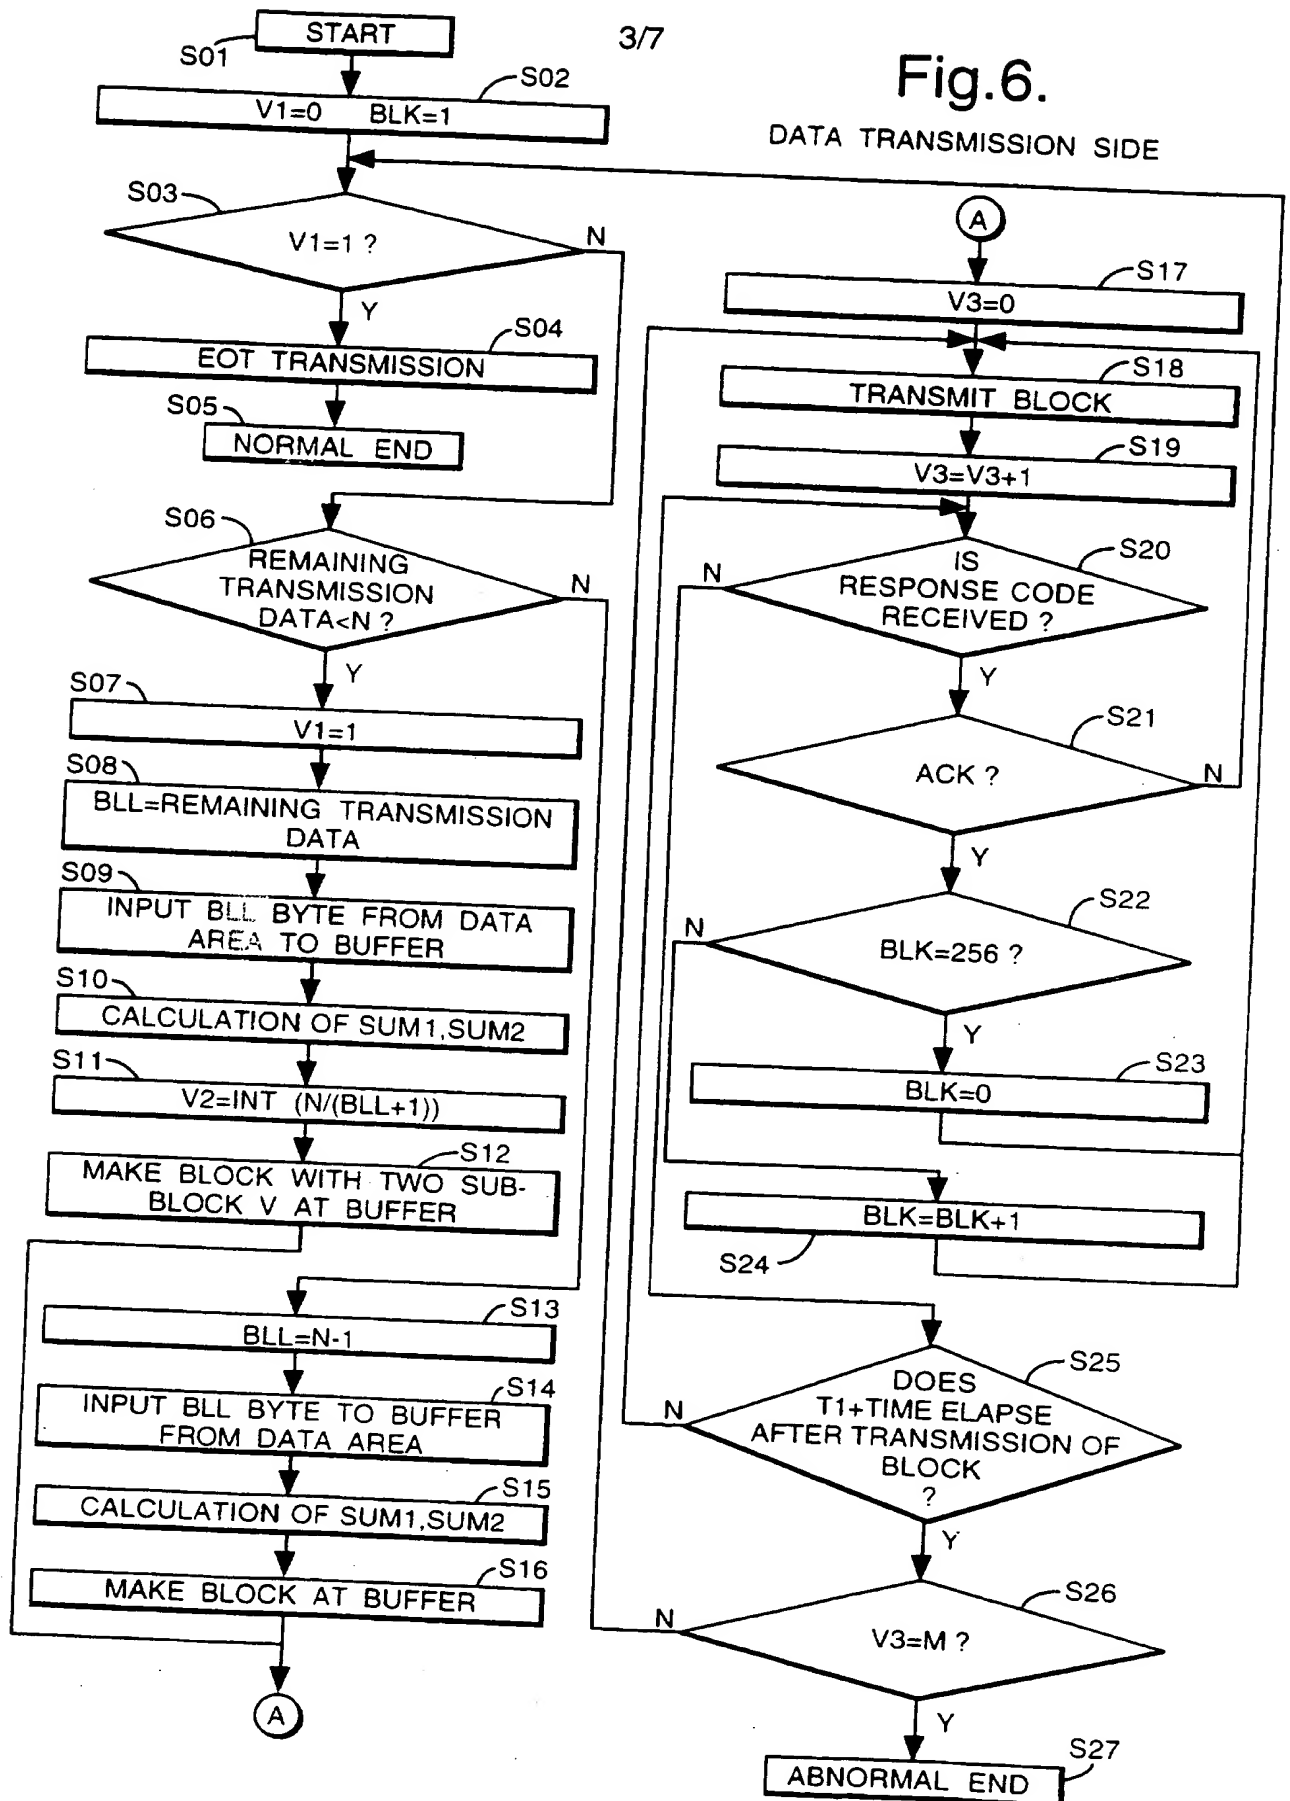 3/7
Fig.6.
DATA TRANSMISSION SIDE
START
S01
S02
V1=0 BLK=1
S03
V1=1 ?
N
Y
S04
EOT TRANSMISSION
S05
NORMAL END
S06
REMAINING
TRANSMISSION
DATA<N ?
N
Y
S07
V1=1
S08
BLL=REMAINING TRANSMISSION
DATA
S09
INPUT BLL BYTE FROM DATA
AREA TO BUFFER
S10
CALCULATION OF SUM1,SUM2
S11
V2=INT (N/(BLL+1))
S12
MAKE BLOCK WITH TWO SUB-
BLOCK V AT BUFFER
S13
BLL=N-1
S14
INPUT BLL BYTE TO BUFFER
FROM DATA AREA
S15
CALCULATION OF SUM1,SUM2
S16
MAKE BLOCK AT BUFFER
A
A
S17
V3=0
S18
TRANSMIT BLOCK
S19
V3=V3+1
S20
IS
RESPONSE CODE
RECEIVED ?
N
Y
S21
ACK ?
N
Y
S22
BLK=256 ?
N
Y
S23
BLK=0
BLK=BLK+1
S24
S25
DOES
T1+TIME ELAPSE
AFTER TRANSMISSION OF
BLOCK
?
N
Y
S26
V3=M ?
N
Y
S27
ABNORMAL END